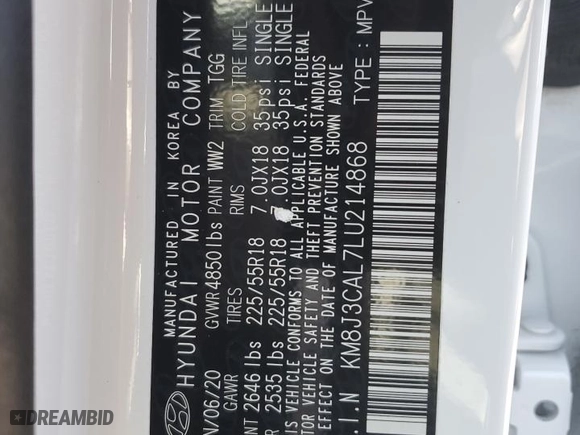 MANUFACTURED IN KOREA BY
HYUNDAI MOTOR COMPANY
/06/20 GVWR 4850 lbs PAINT WW2 TRIM TGG
GAWR TIRES RIMS COLD TIRE INFL
NT 2646 lbs 225/55R18 7.0JX18 35psi SINGLE
R 2535 lbs 225/55R18 7.0JX18 35psi SINGLE
VEHICLE CONFORMS TO ALL APPLICABLE U.S.A. FEDERAL
VEHICLE SAFETY AND THEFT PREVENTION STANDARDS
EFFECT ON DATE OF MANUFACTURE SHOWN ABOVE
.I.N KM8J3CAL7LU214868 TYPE : MPV
DREAMBID